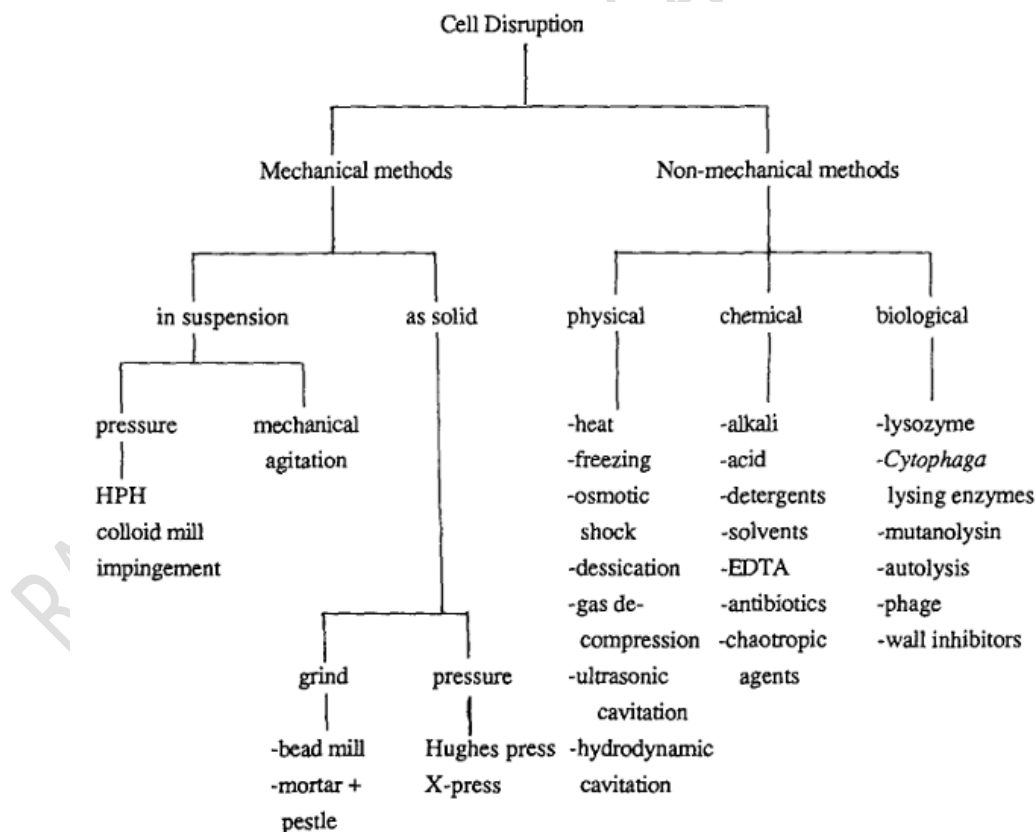 Cell Disruption
Mechanical methods
Non-mechanical methods
in suspension
as solid
physical
chemical
biological
pressure
HPH
colloid mill
impingement
mechanical
agitation
grind
-bead mill
-mortar +
pestle
pressure
Hughes press
X-press
-heat
-freezing
-osmotic
shock
-dessication
-gas de-
compression
-ultrasonic
cavitation
-hydrodynamic
cavitation
-alkali
-acid
-detergents
-solvents
-EDTA
-antibiotics
-chaotropic
agents
-lysozyme
-Cytophaga
lysing enzymes
-mutanolysin
-autolysis
-phage
-wall inhibitors